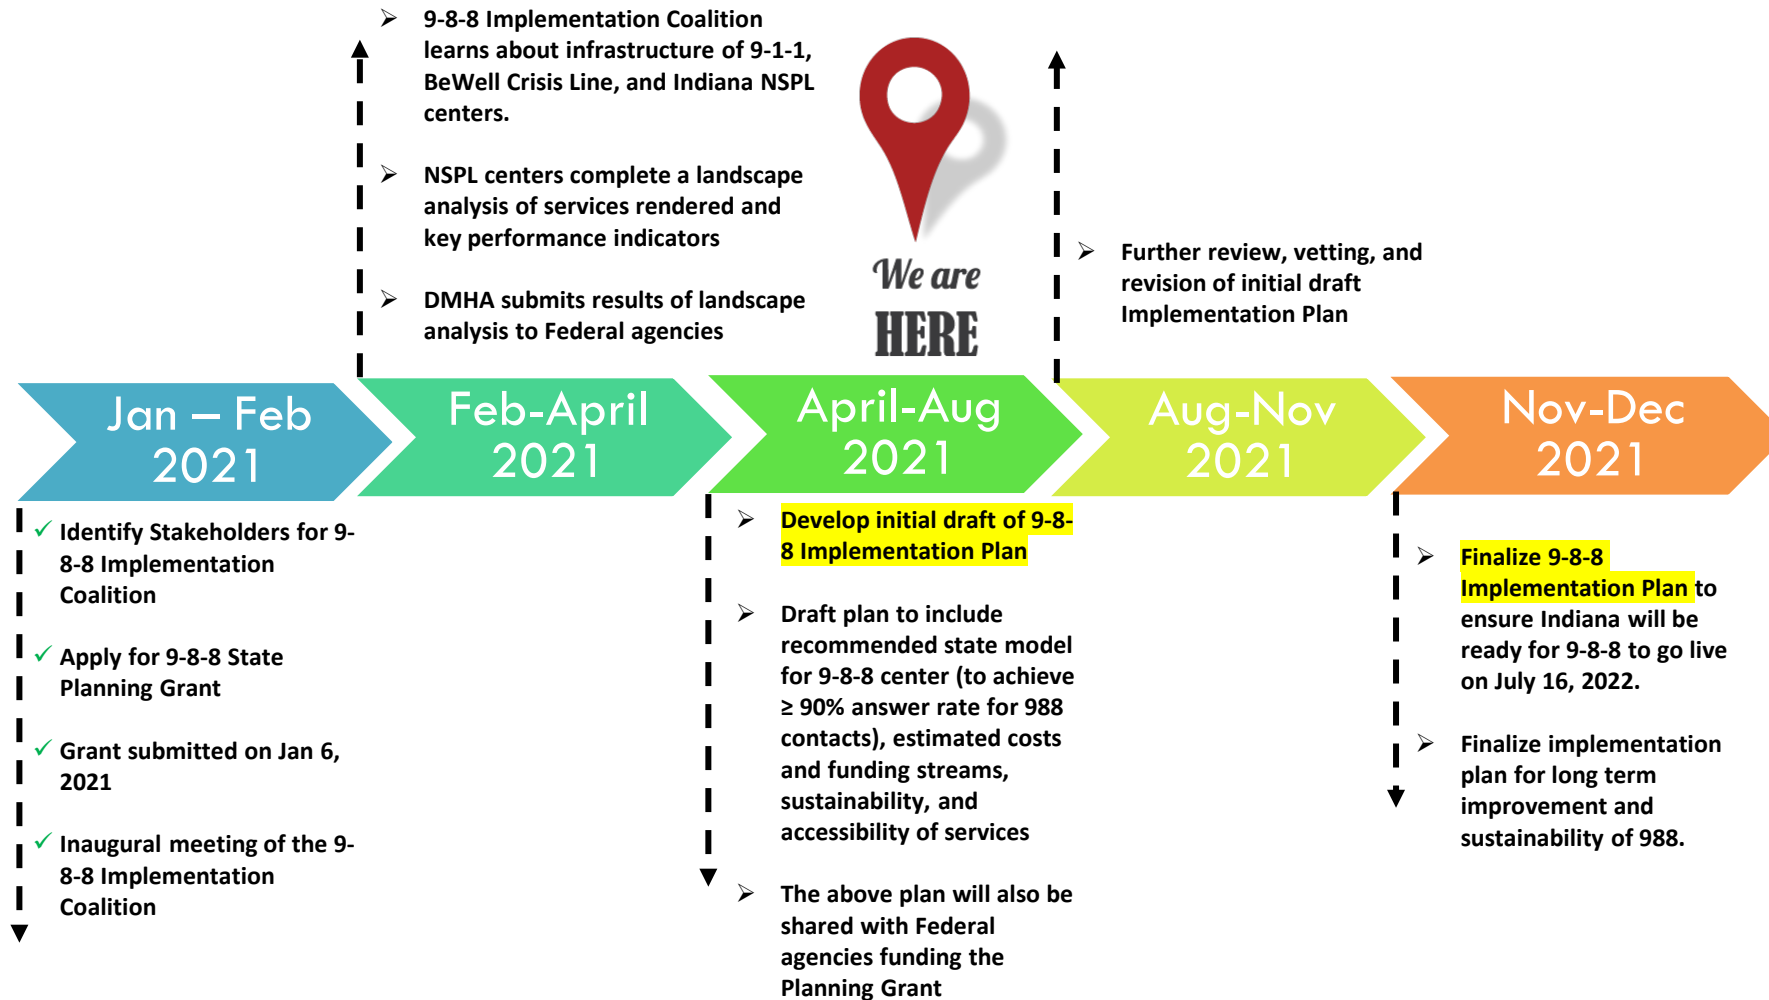 ➢ 9-8-8 Implementation Coalition
learns about infrastructure of 9-1-1,
BeWell Crisis Line, and Indiana NSPL
centers.
➢ NSPL centers complete a landscape
analysis of services rendered and
key performance indicators
➢ DMHA submits results of landscape
analysis to Federal agencies
We are
HERE
➢ Further review, vetting, and
revision of initial draft
Implementation Plan
Jan – Feb
2021
Feb-April
2021
April-Aug
2021
Aug-Nov
2021
Nov-Dec
2021
✓ Identify Stakeholders for 9-
8-8 Implementation
Coalition
✓ Apply for 9-8-8 State
Planning Grant
✓ Grant submitted on Jan 6,
2021
✓ Inaugural meeting of the 9-
8-8 Implementation
Coalition
➢ Develop initial draft of 9-8-
8 Implementation Plan
➢ Draft plan to include
recommended state model
for 9-8-8 center (to achieve
≥ 90% answer rate for 988
contacts), estimated costs
and funding streams,
sustainability, and
accessibility of services
➢ The above plan will also be
shared with Federal
agencies funding the
Planning Grant
➢ Finalize 9-8-8
Implementation Plan to
ensure Indiana will be
ready for 9-8-8 to go live
on July 16, 2022.
➢ Finalize implementation
plan for long term
improvement and
sustainability of 988.